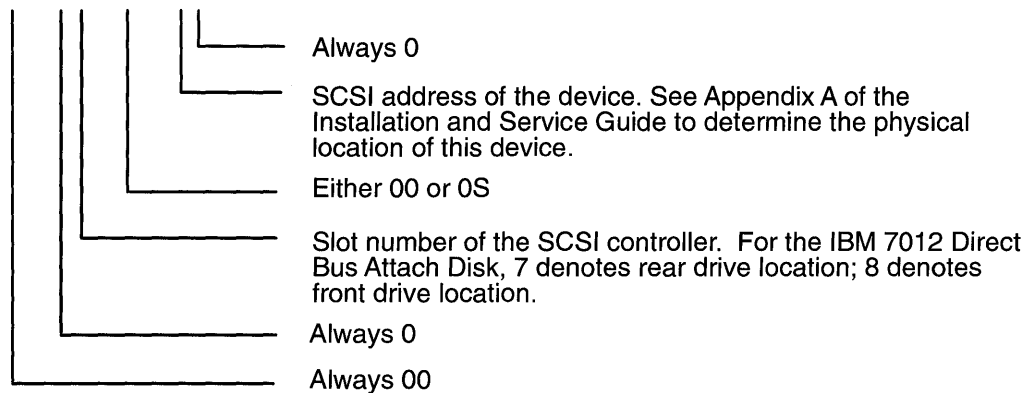 Always 0
SCSI address of the device. See Appendix A of the
Installation and Service Guide to determine the physical
location of this device.
Either 00 or 0S
Slot number of the SCSI controller. For the IBM 7012 Direct
Bus Attach Disk, 7 denotes rear drive location; 8 denotes
front drive location.
Always 0
Always 00